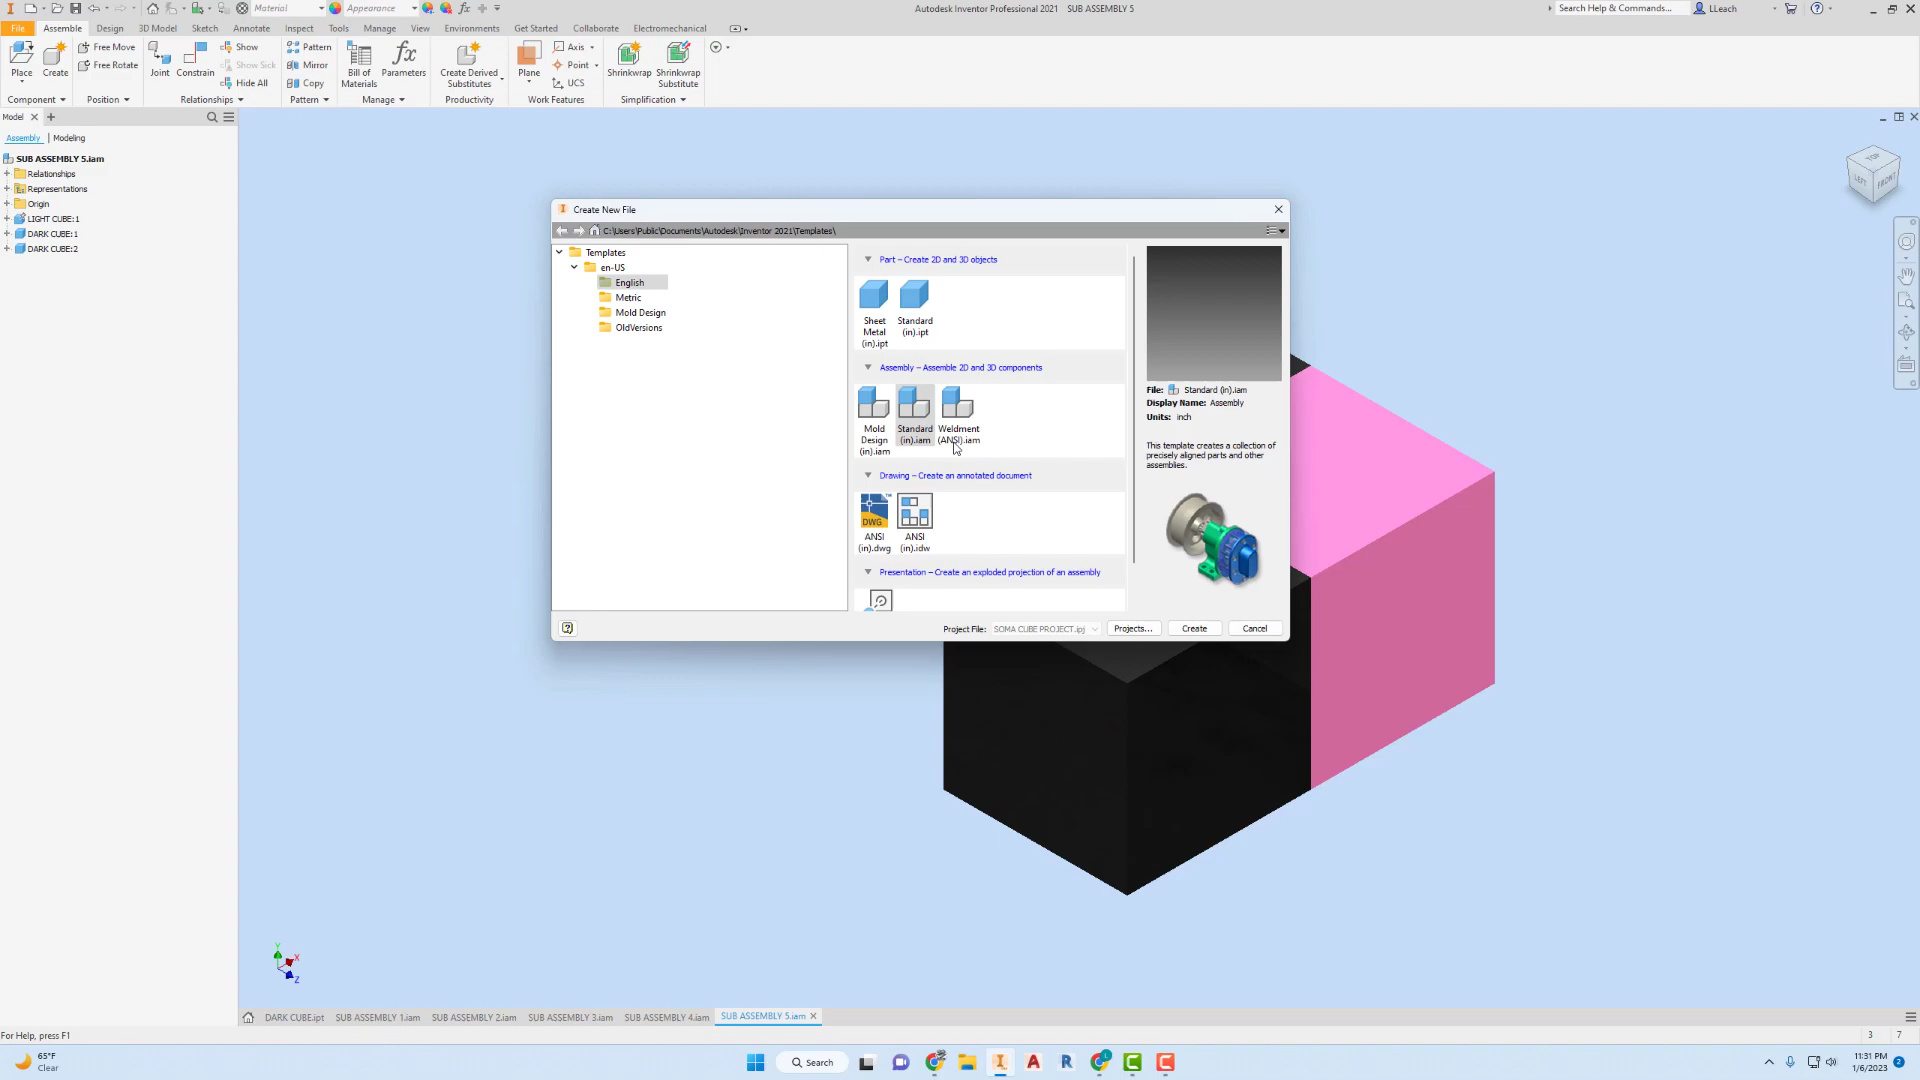 Material
Appearance
Autodesk Inventor Professional 2021 SUB ASSEMBLY 5
Search Help & Commands...
LLeach
File Assemble Design 3D Model Sketch Annotate Inspect Tools Manage View Environments Get Started Collaborate Electromechanical
Free Move
Show
Pattern
Axis
Free Rotate
Show Sick
Mirror
Point
Place Create
Joint Constrain
Bill of Materials
Parameters
Create Derived Substitutes
Plane
Shrinkwrap
Shrinkwrap Substitute
Hide All
Copy
UCS
Component
Position
Relationships
Pattern
Manage
Productivity
Work Features
Simplification
Model
Assembly | Modeling
SUB ASSEMBLY 5.iam
Relationships
Representations
Origin
LIGHT CUBE:1
DARK CUBE:1
DARK CUBE:2
TOP
LEFT
FRONT
Create New File
C:\Users\Public\Documents\Autodesk\Inventor 2021\Templates\
Templates
en-US
English
Metric
Mold Design
OldVersions
Part – Create 2D and 3D objects
Sheet Metal (in).ipt
Standard (in).ipt
Assembly – Assemble 2D and 3D components
Mold Design (in).iam
Standard (in).iam
Weldment (ANSI).iam
Drawing – Create an annotated document
DWG
ANSI (in).dwg
ANSI (in).idw
Presentation – Create an exploded projection of an assembly
File: Standard (in).iam
Display Name: Assembly
Units: inch
This template creates a collection of
precisely aligned parts and other
assemblies.
Project File: SOMA CUBE PROJECT.ipj
Projects...
Create
Cancel
Y
X
Z
DARK CUBE.ipt SUB ASSEMBLY 1.iam SUB ASSEMBLY 2.iam SUB ASSEMBLY 3.iam SUB ASSEMBLY 4.iam SUB ASSEMBLY 5.iam
For Help, press F1
3 7
65°F
Clear
Search
11:31 PM
1/6/2023
2